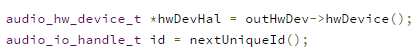 audio_hw_device_t *hwDevHal = outHwDev->hwDevice();
audio_io_handle_t id = nextUniqueId();